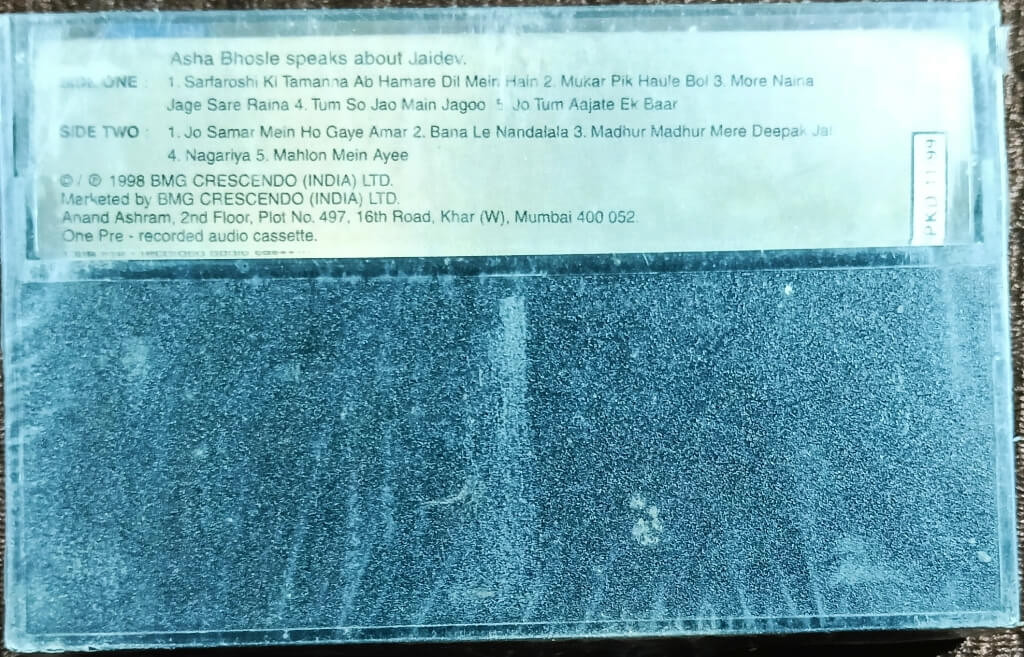 Asha Bhosle speaks about Jaidev.
SIDE ONE : 1. Sarfaroshi Ki Tamanna Ab Hamare Dil Mein Hain 2. Mukar Pik Haule Bol 3. More Naina
Jage Sare Raina 4. Tum So Jao Main Jagoo 5. Jo Tum Aajate Ek Baar
SIDE TWO : 1. Jo Samar Mein Ho Gaye Amar 2. Bana Le Nandalala 3. Madhur Madhur Mere Deepak Jal
4. Nagariya 5. Mahlon Mein Ayee
© / ℗ 1998 BMG CRESCENDO (INDIA) LTD.
Marketed by BMG CRESCENDO (INDIA) LTD.
Anand Ashram, 2nd Floor, Plot No. 497, 16th Road, Khar (W), Mumbai 400 052.
One Pre - recorded audio cassette.
PKD 11 99